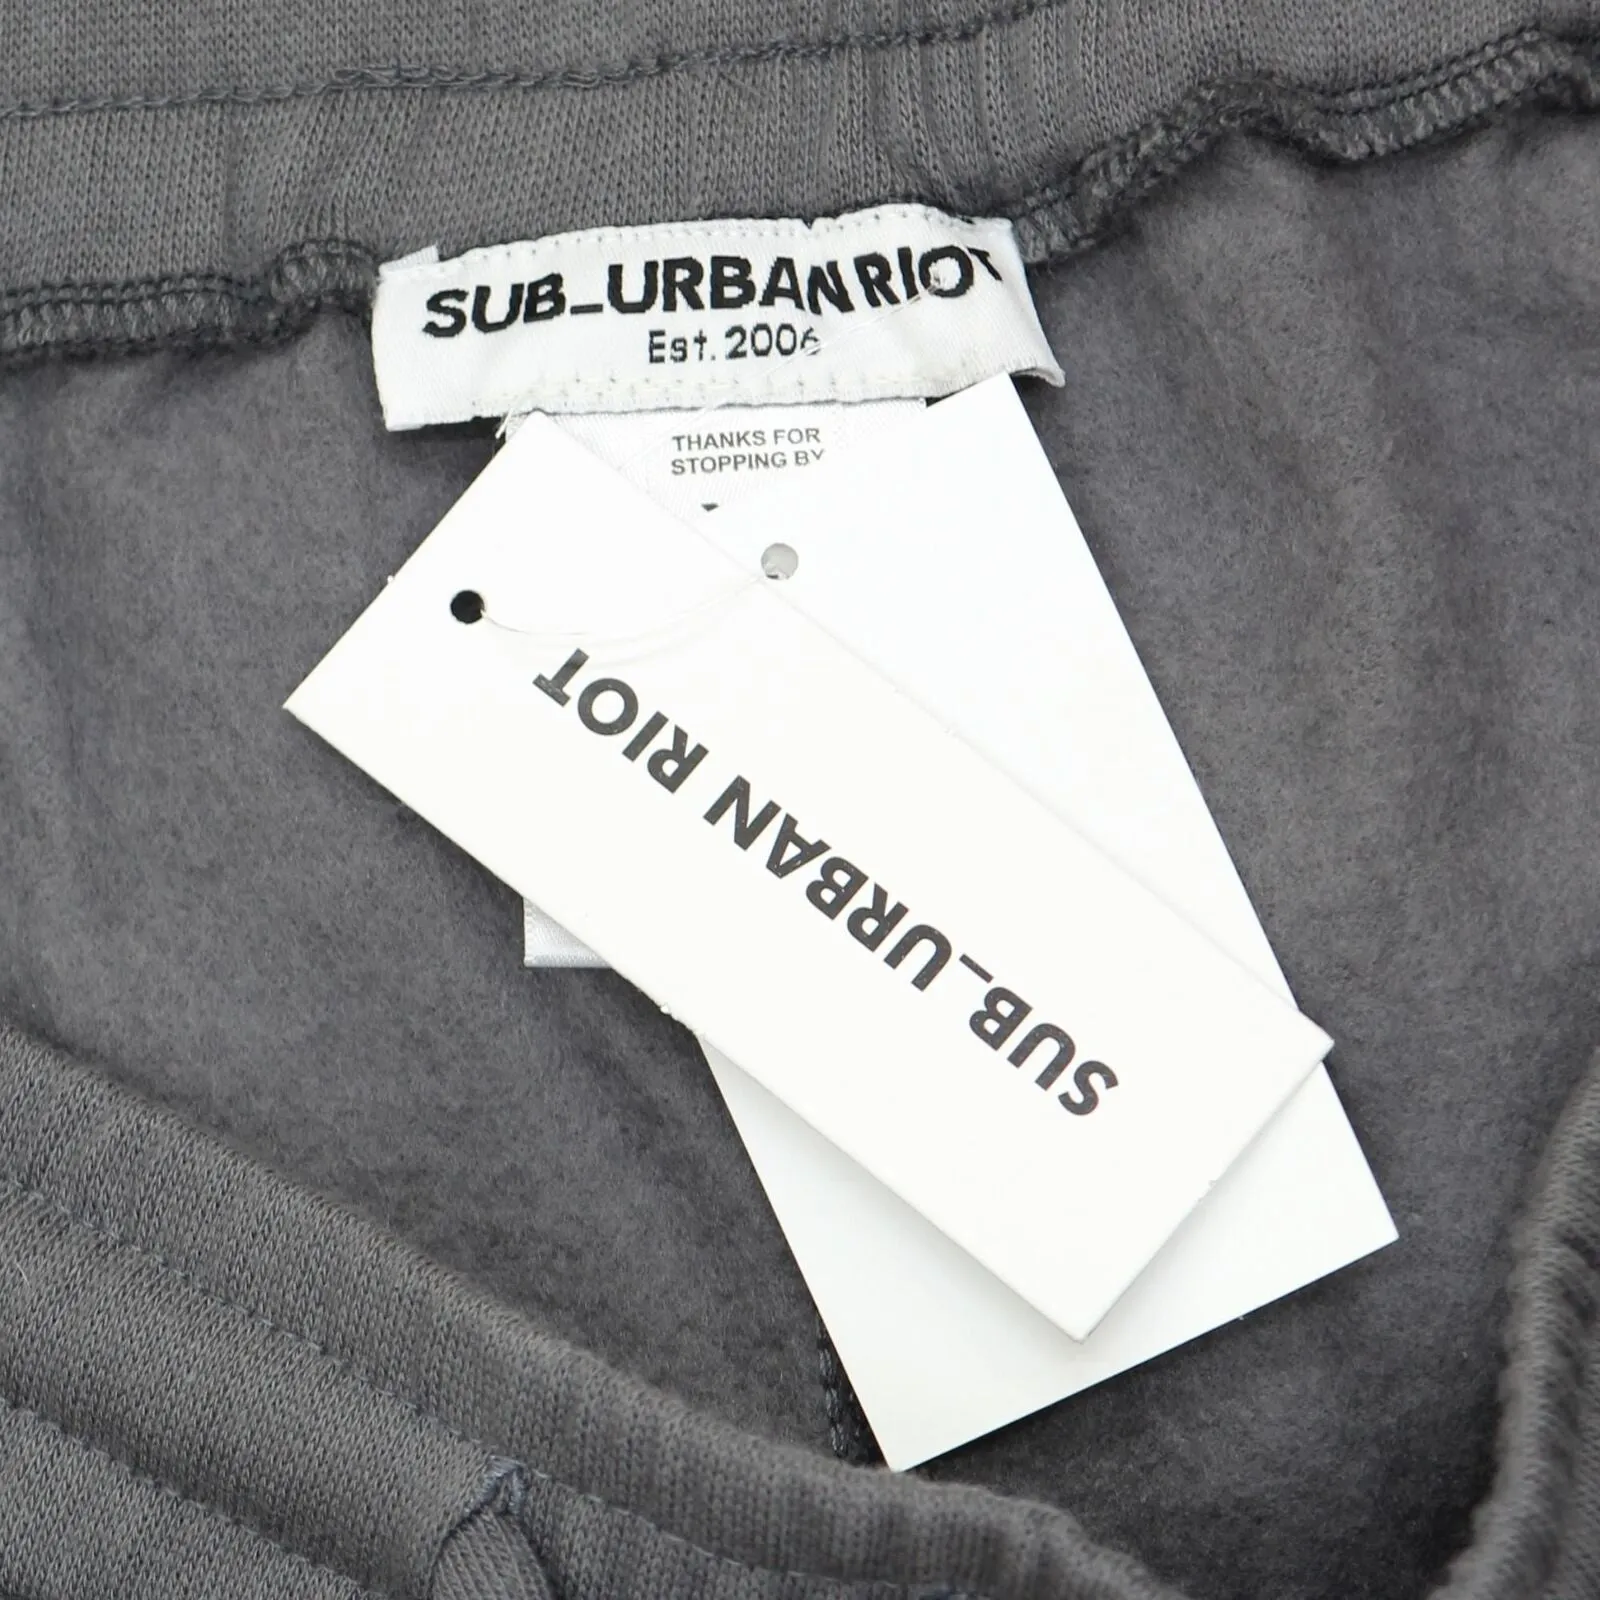 SUB_URBAN RIOT
Est. 2006
THANKS FOR
STOPPING BY
SUB_URBAN RIOT